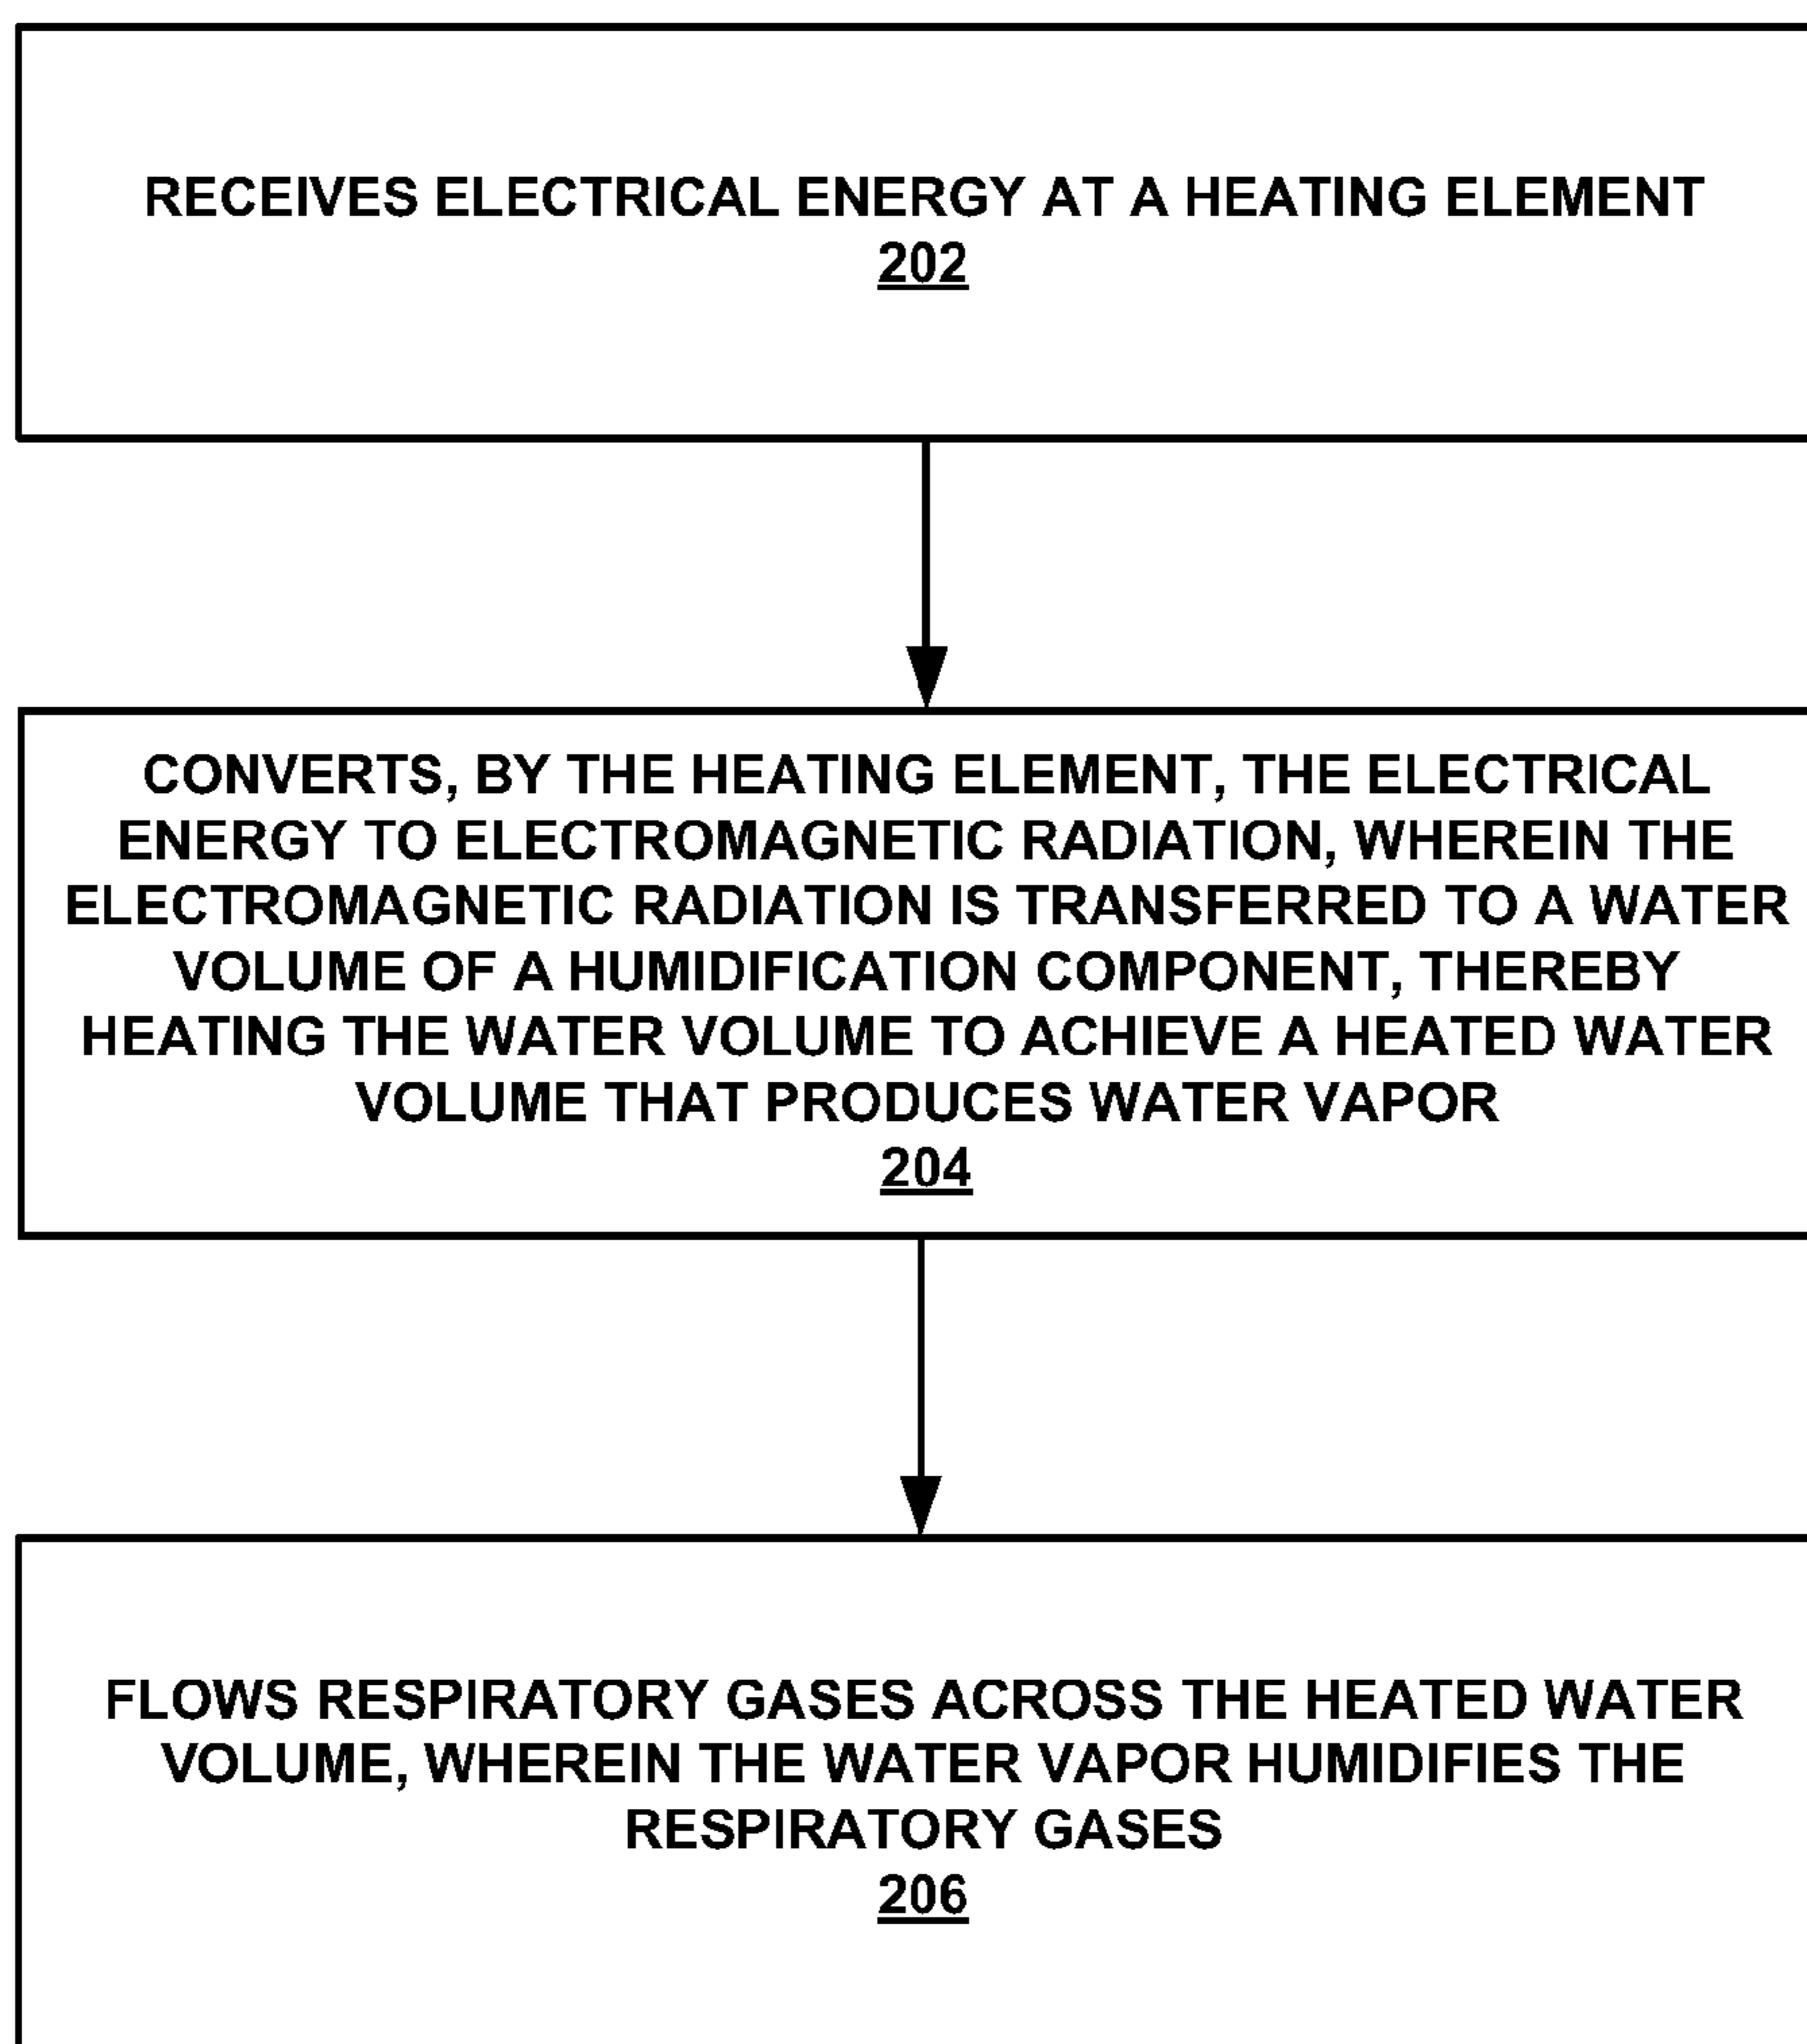 RECEIVES ELECTRICAL ENERGY AT A HEATING ELEMENT
202
CONVERTS, BY THE HEATING ELEMENT, THE ELECTRICAL
ENERGY TO ELECTROMAGNETIC RADIATION, WHEREIN THE
ELECTROMAGNETIC RADIATION IS TRANSFERRED TO A WATER
VOLUME OF A HUMIDIFICATION COMPONENT, THEREBY
HEATING THE WATER VOLUME TO ACHIEVE A HEATED WATER
VOLUME THAT PRODUCES WATER VAPOR
204
FLOWS RESPIRATORY GASES ACROSS THE HEATED WATER
VOLUME, WHEREIN THE WATER VAPOR HUMIDIFIES THE
RESPIRATORY GASES
206